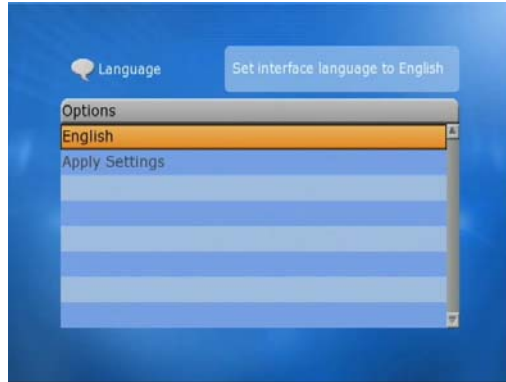 Language
Set interface language to English
Options
English
Apply Settings